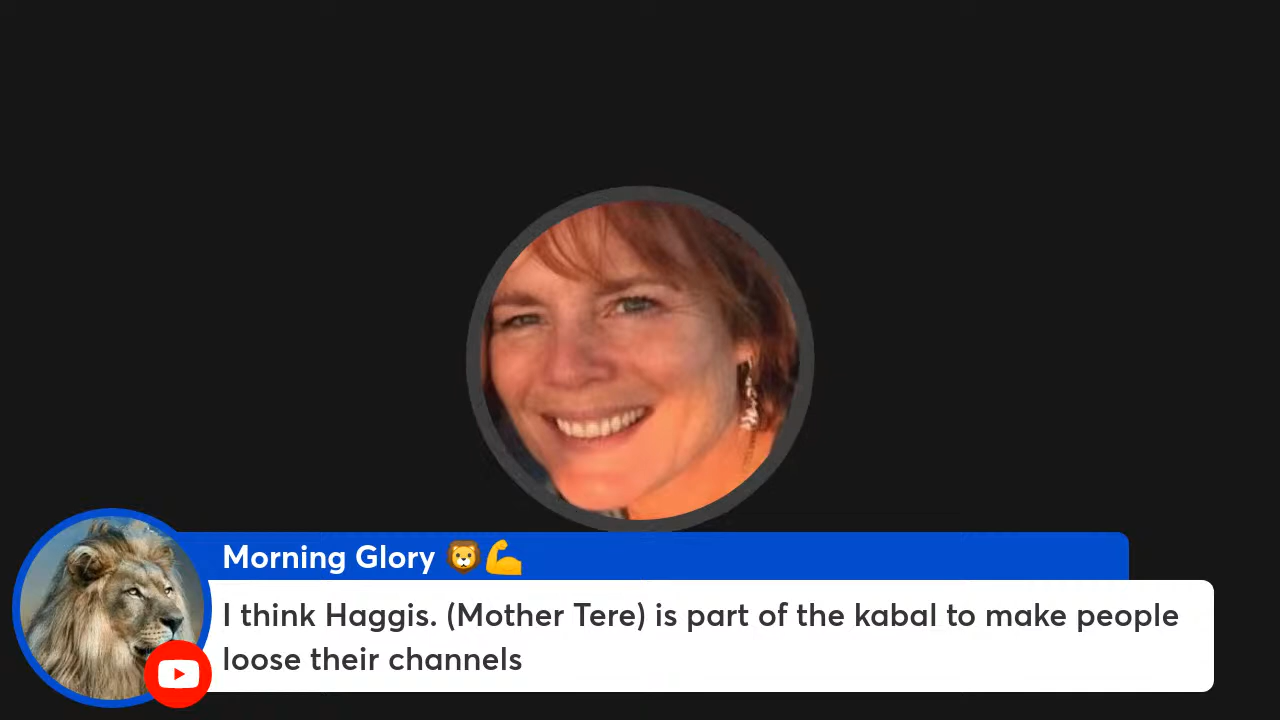 Morning Glory 🦁💪
I think Haggis. (Mother Tere) is part of the kabal to make people
loose their channels